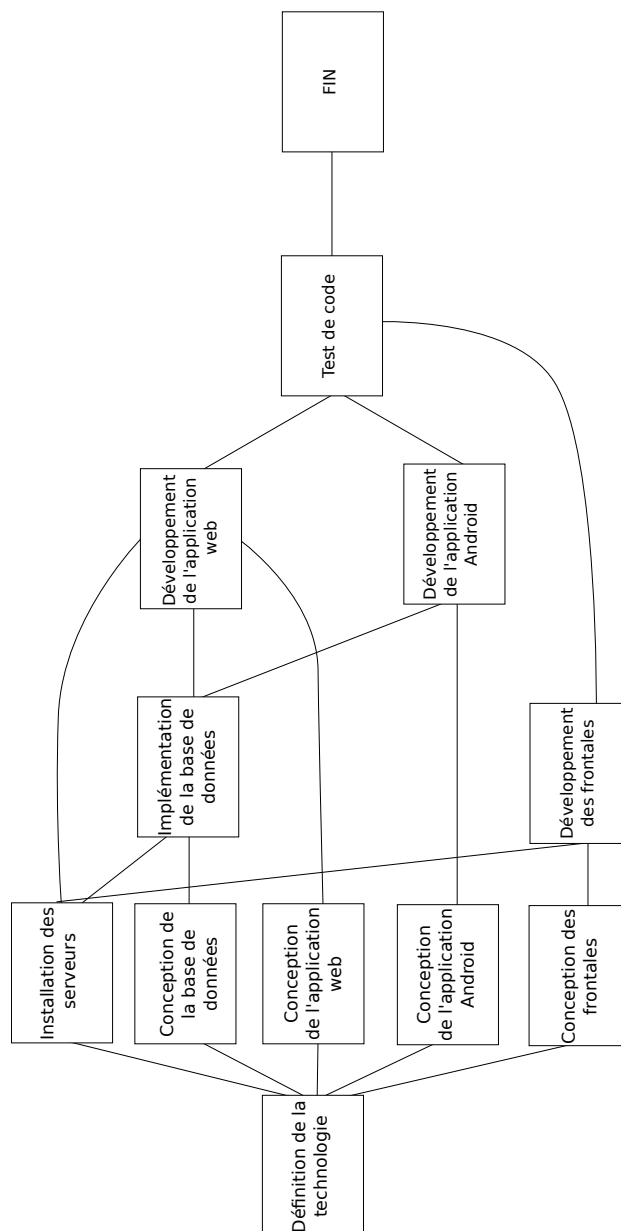 Définition de la
technologie
Installation des
serveurs
Conception de
la base de
données
Conception
de l'application
web
Conception
de l'application
Android
Conception des
frontales
Implémentation
de la base de
données
Développement
des frontales
Développement
de l'application
web
Développement
de l'application
Android
Test de code
FIN